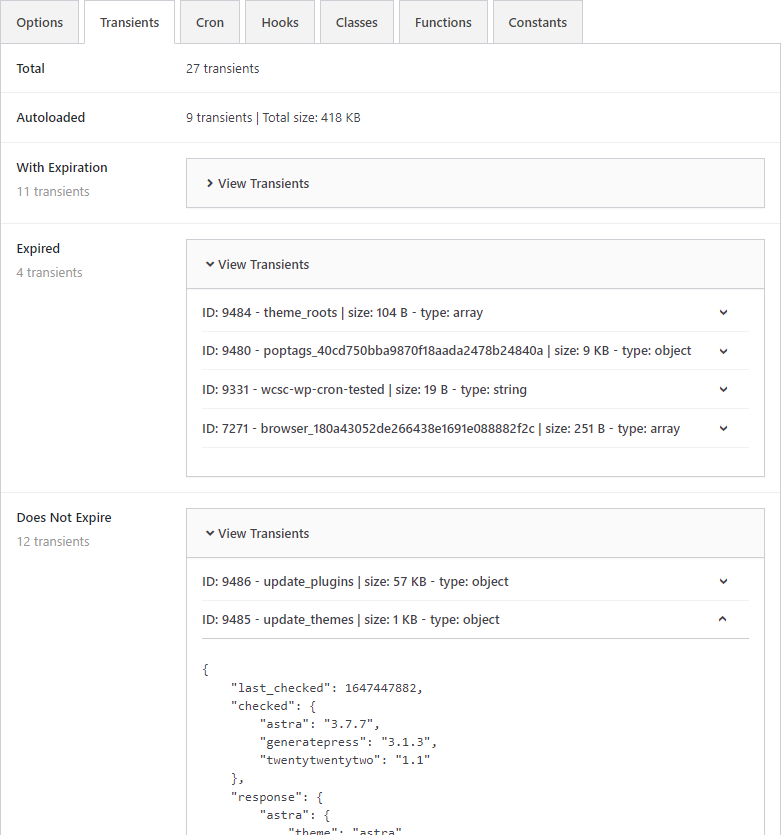 Options Transients Cron Hooks Classes Functions Constants
Total 27 transients
Autoloaded 9 transients | Total size: 418 KB
With Expiration
11 transients
View Transients
Expired
4 transients
View Transients
ID: 9484 - theme_roots | size: 104 B - type: array
ID: 9480 - poptags_40cd750bba9870f18aada2478b24840a | size: 9 KB - type: object
ID: 9331 - wcsc-wp-cron-tested | size: 19 B - type: string
ID: 7271 - browser_180a43052de266438e1691e088882f2c | size: 251 B - type: array
Does Not Expire
12 transients
View Transients
ID: 9486 - update_plugins | size: 57 KB - type: object
ID: 9485 - update_themes | size: 1 KB - type: object
{
"last_checked": 1647447882,
"checked": {
"astra": "3.7.7",
"generatepress": "3.1.3",
"twentytwentytwo": "1.1"
},
"response": {
"astra": {
"theme": "astra"